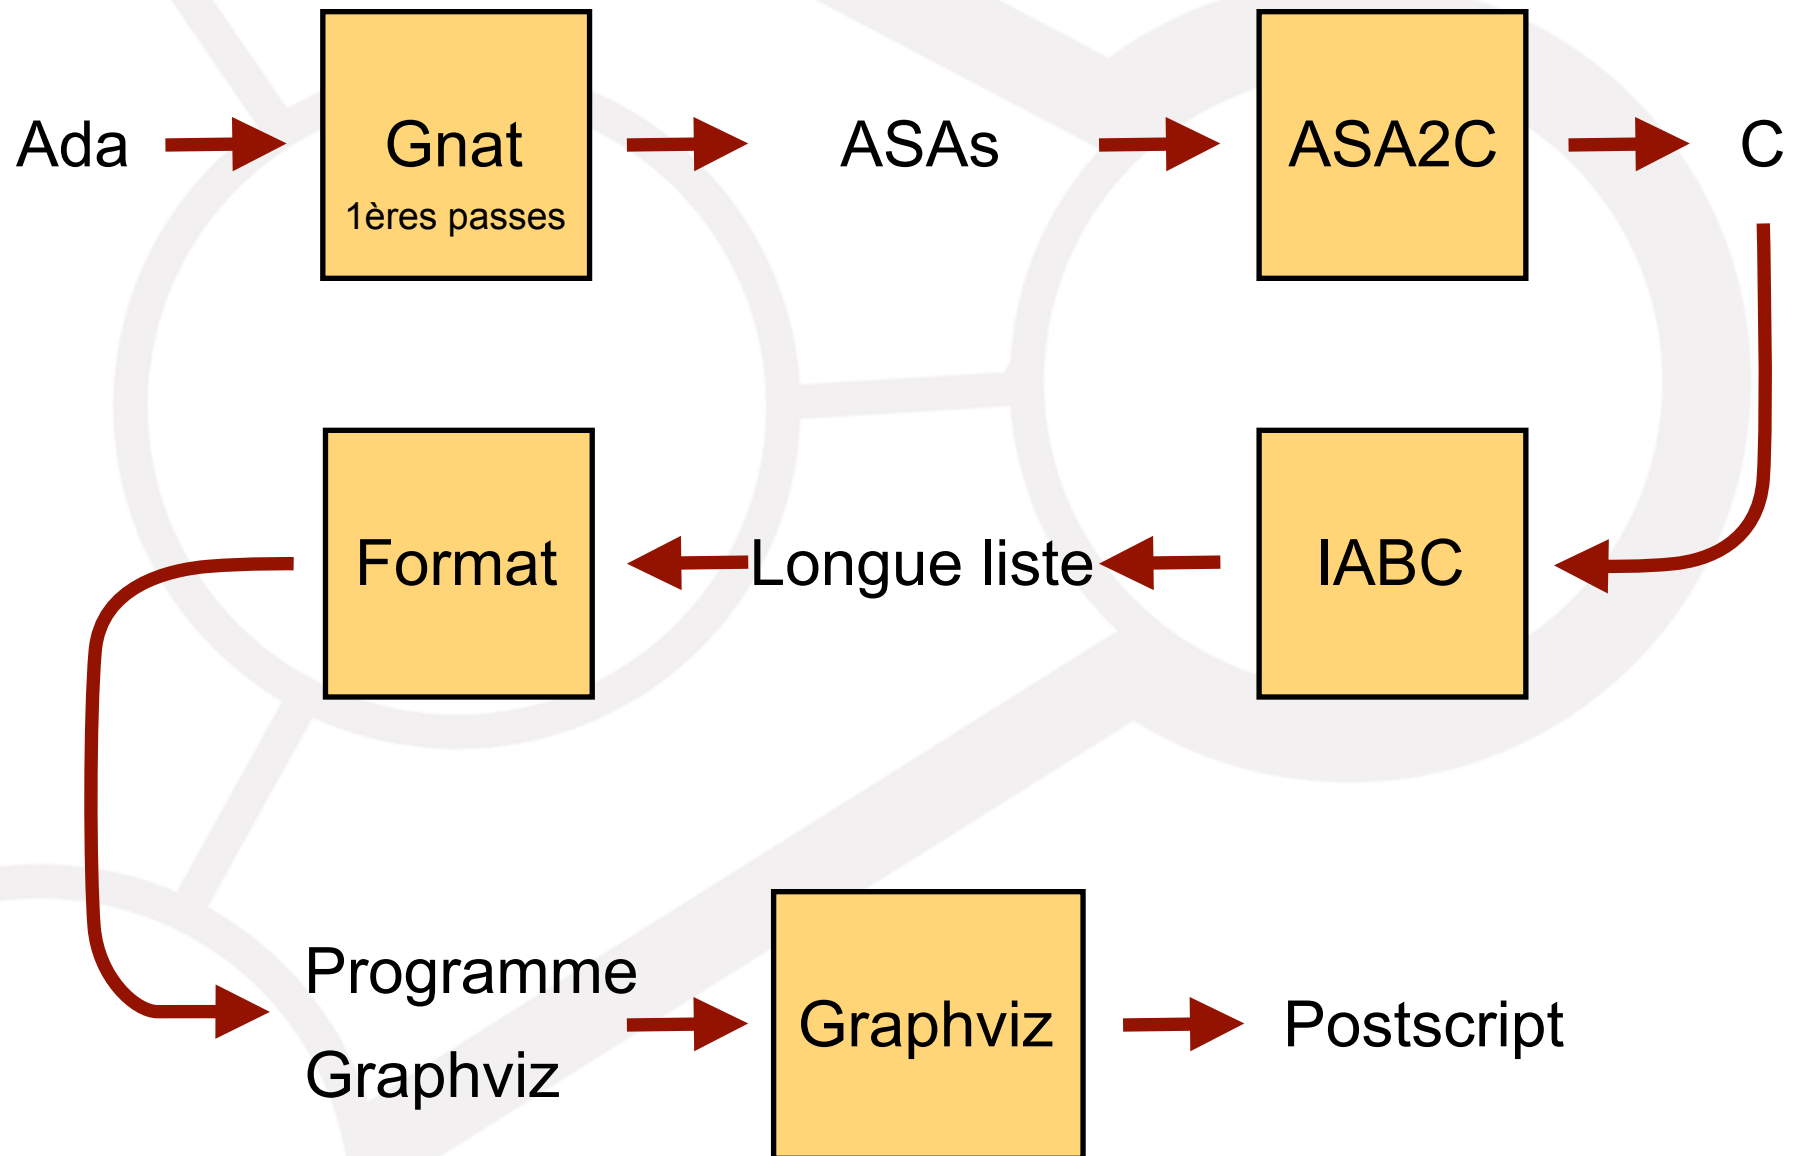 Ada
Gnat
1ères passes
ASAs
ASA2C
C
IABC
Longue liste
Format
Programme
Graphviz
Graphviz
Postscript